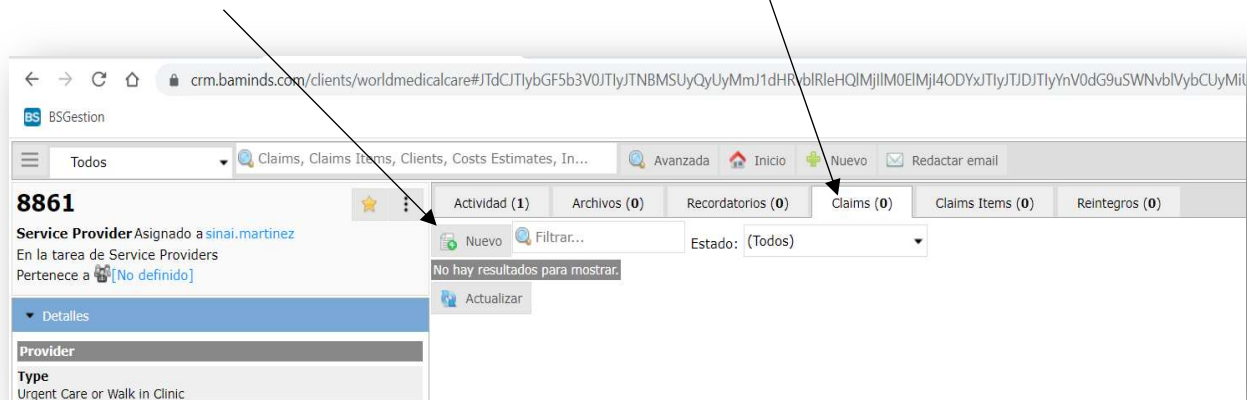 crm.baminds.com/clients/worldmedicalcare#JTdCJTIybGF5b3V0JTIyJTNBMSUyQyUyMmJ1dHRvblRleHQlMjIlM0ElMjI4ODYxJTIyJTJDJTIyYnV0dG9uSWNvblVybCUyMiU
BS BSGestion
Todos Claims, Claims Items, Clients, Costs Estimates, In... Avanzada Inicio Nuevo Redactar email
8861
Service Provider Asignado a sinai.martinez
En la tarea de Service Providers
Pertenece a [No definido]
Detalles
Provider
Type
Urgent Care or Walk in Clinic
Actividad (1) Archivos (0) Recordatorios (0) Claims (0) Claims Items (0) Reintegros (0)
Nuevo Filtrar... Estado: (Todos)
No hay resultados para mostrar.
Actualizar